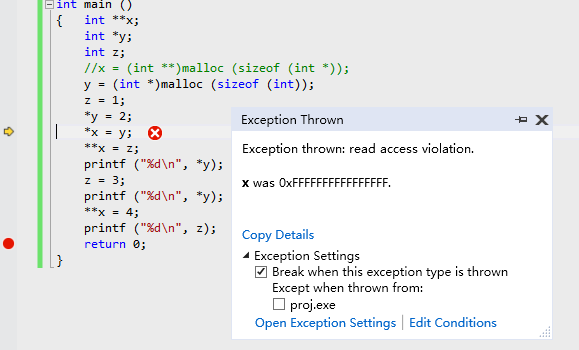 int main ()
{   int **x;
    int *y;
    int z;
    //x = (int **)malloc (sizeof (int *));
    y = (int *)malloc (sizeof (int));
    z = 1;
    *y = 2;
    *x = y;
    **x = z;
    printf ("%d\n", *y);
    z = 3;
    printf ("%d\n", *y);
    **x = 4;
    printf ("%d\n", z);
    return 0;
}
Exception Thrown
Exception thrown: read access violation.
x was 0xFFFFFFFFFFFFFFFF.
Copy Details
Exception Settings
Break when this exception type is thrown
Except when thrown from:
proj.exe
Open Exception Settings | Edit Conditions